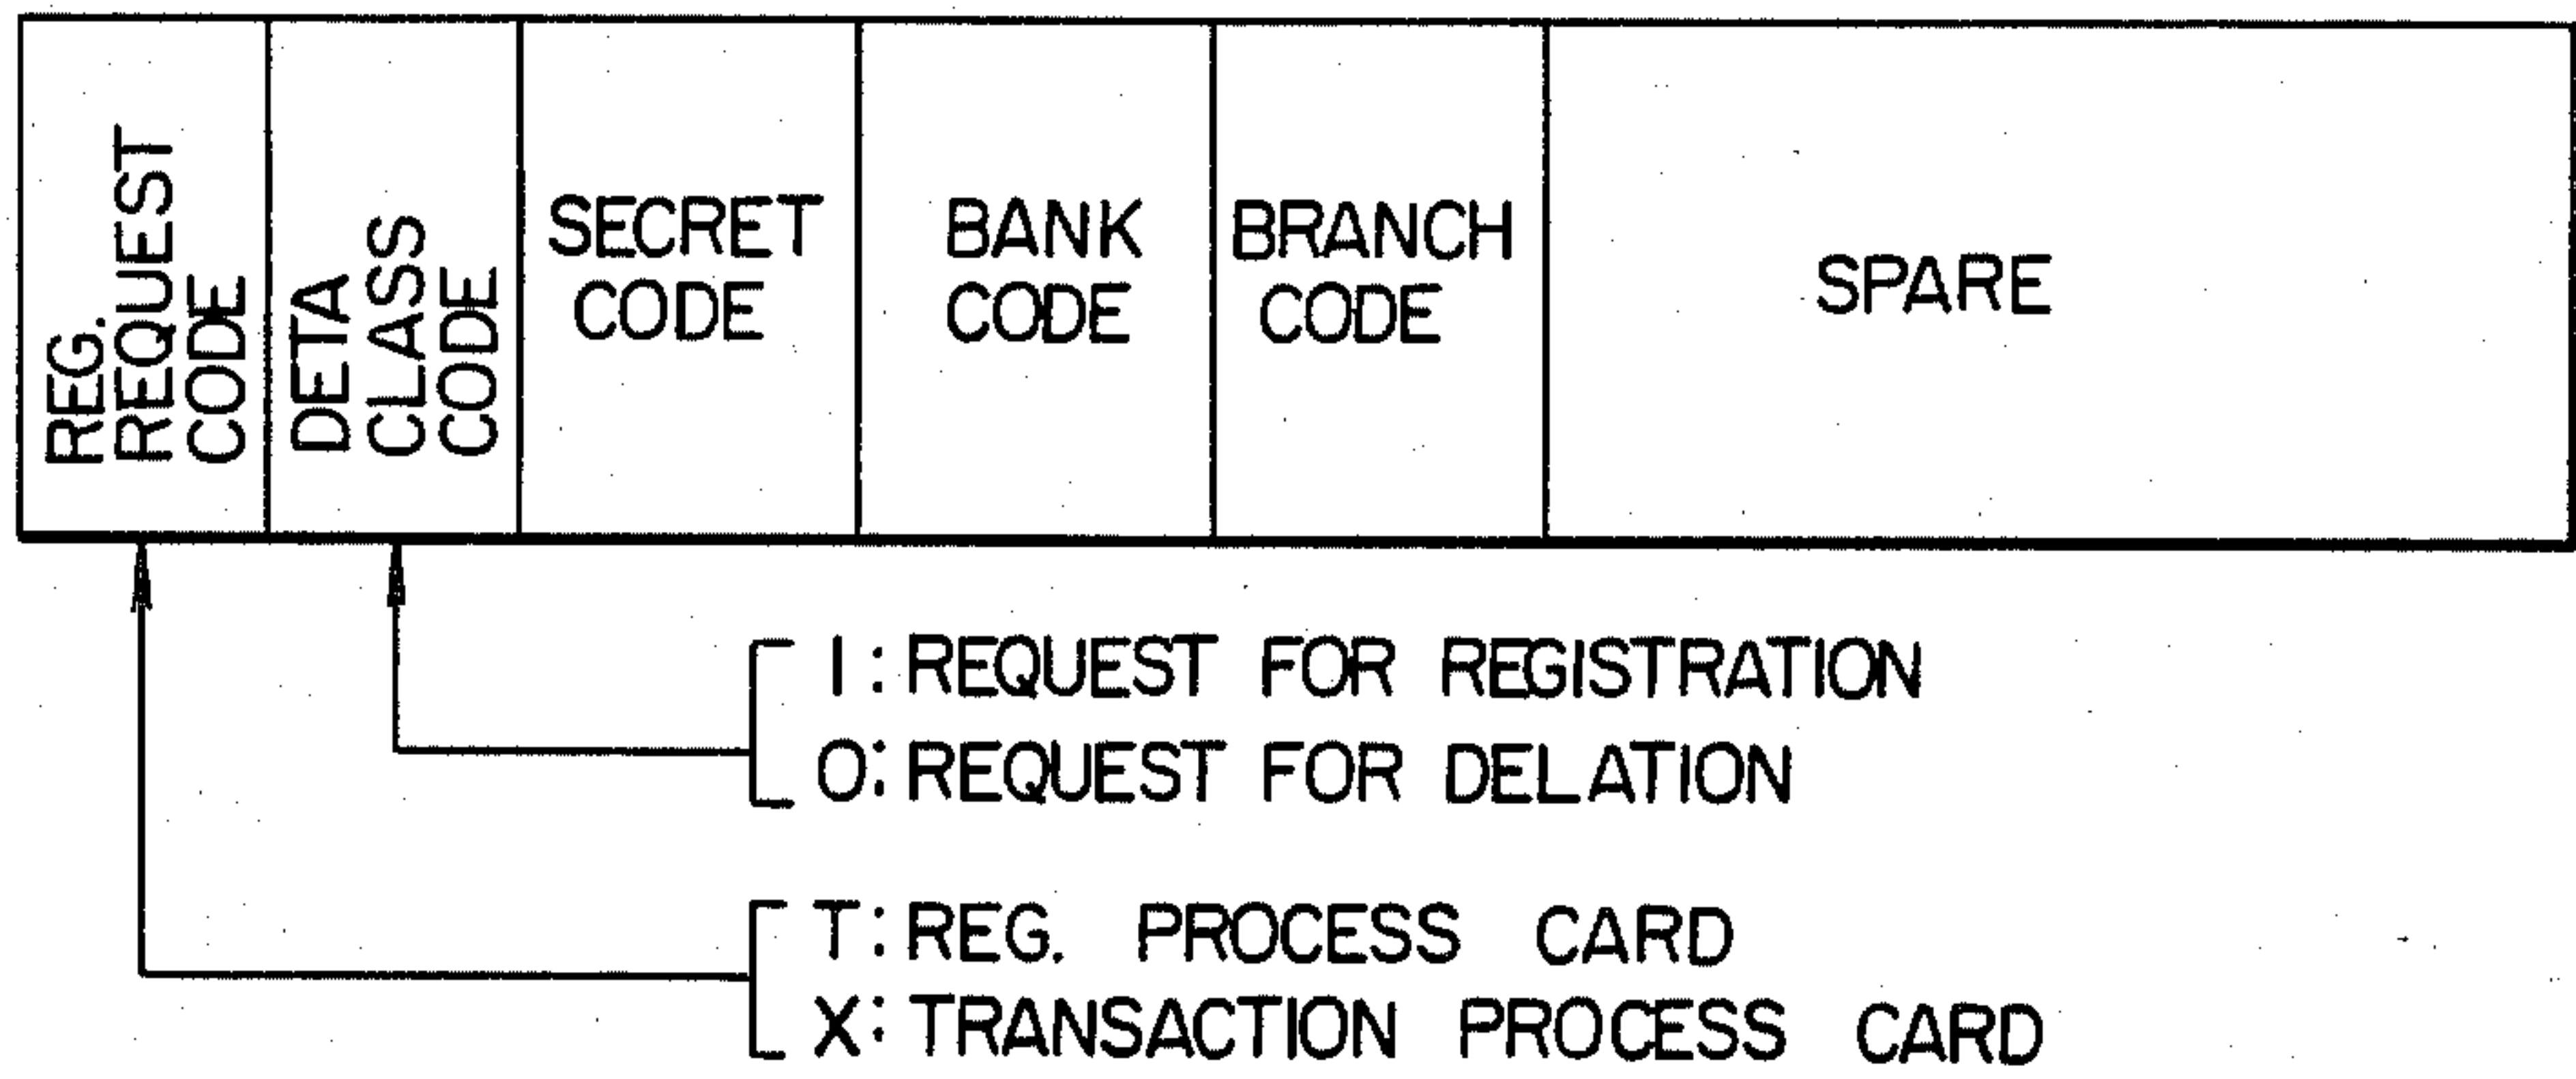 REG.
REQUEST
CODE
DETA
CLASS
CODE
SECRET
CODE
BANK
CODE
BRANCH
CODE
SPARE
I: REQUEST FOR REGISTRATION
O: REQUEST FOR DELATION
T: REG. PROCESS CARD
X: TRANSACTION PROCESS CARD